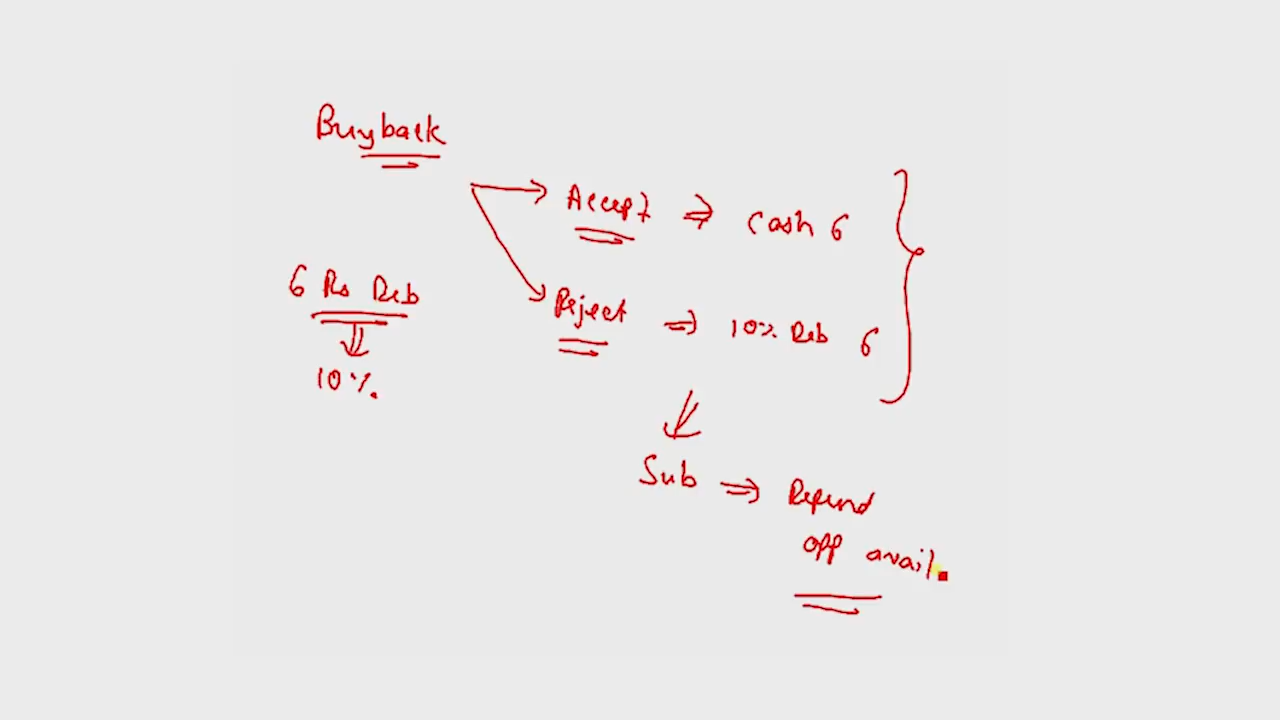 Buyback
Accept ⇒ Cash 6
6 Rs Deb
Reject ⇒ 10% Deb 6
10%.
Sub ⇒ Refund
off avail